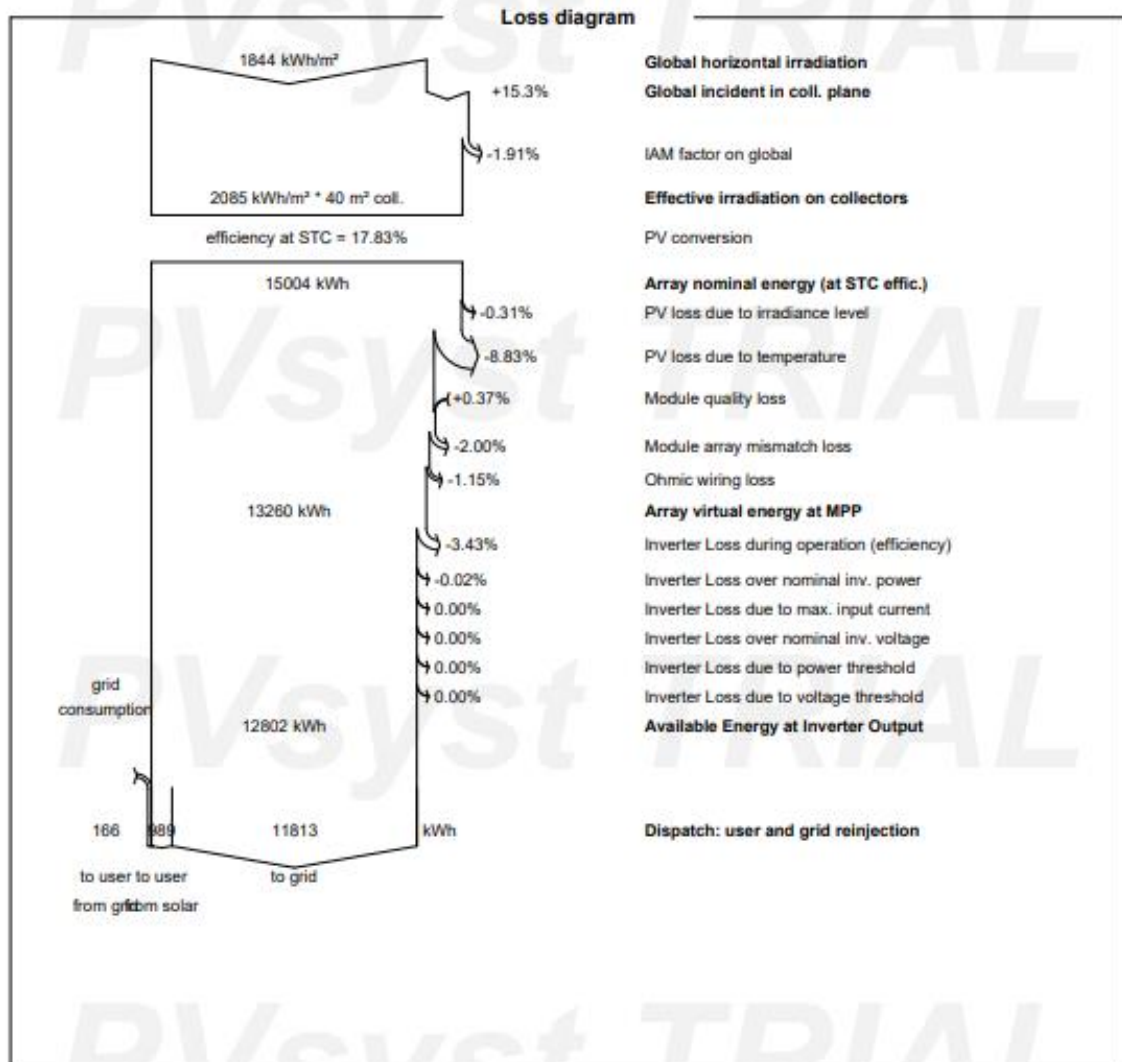 Loss diagram
1844 kWh/m² Global horizontal irradiation
+15.3% Global incident in coll. plane
-1.91% IAM factor on global
2085 kWh/m² * 40 m² coll. Effective irradiation on collectors
efficiency at STC = 17.83% PV conversion
15004 kWh Array nominal energy (at STC effic.)
-0.31% PV loss due to irradiance level
-8.83% PV loss due to temperature
+0.37% Module quality loss
-2.00% Module array mismatch loss
-1.15% Ohmic wiring loss
13260 kWh Array virtual energy at MPP
-3.43% Inverter Loss during operation (efficiency)
-0.02% Inverter Loss over nominal inv. power
0.00% Inverter Loss due to max. input current
0.00% Inverter Loss over nominal inv. voltage
0.00% Inverter Loss due to power threshold
0.00% Inverter Loss due to voltage threshold
grid
consumption
12802 kWh Available Energy at Inverter Output
166 989 11813 kWh Dispatch: user and grid reinjection
to user to user to grid
from grid from solar
PVsyst TRIAL
PVsyst TRIAL
PVsyst TRIAL
PVsyst TRIAL